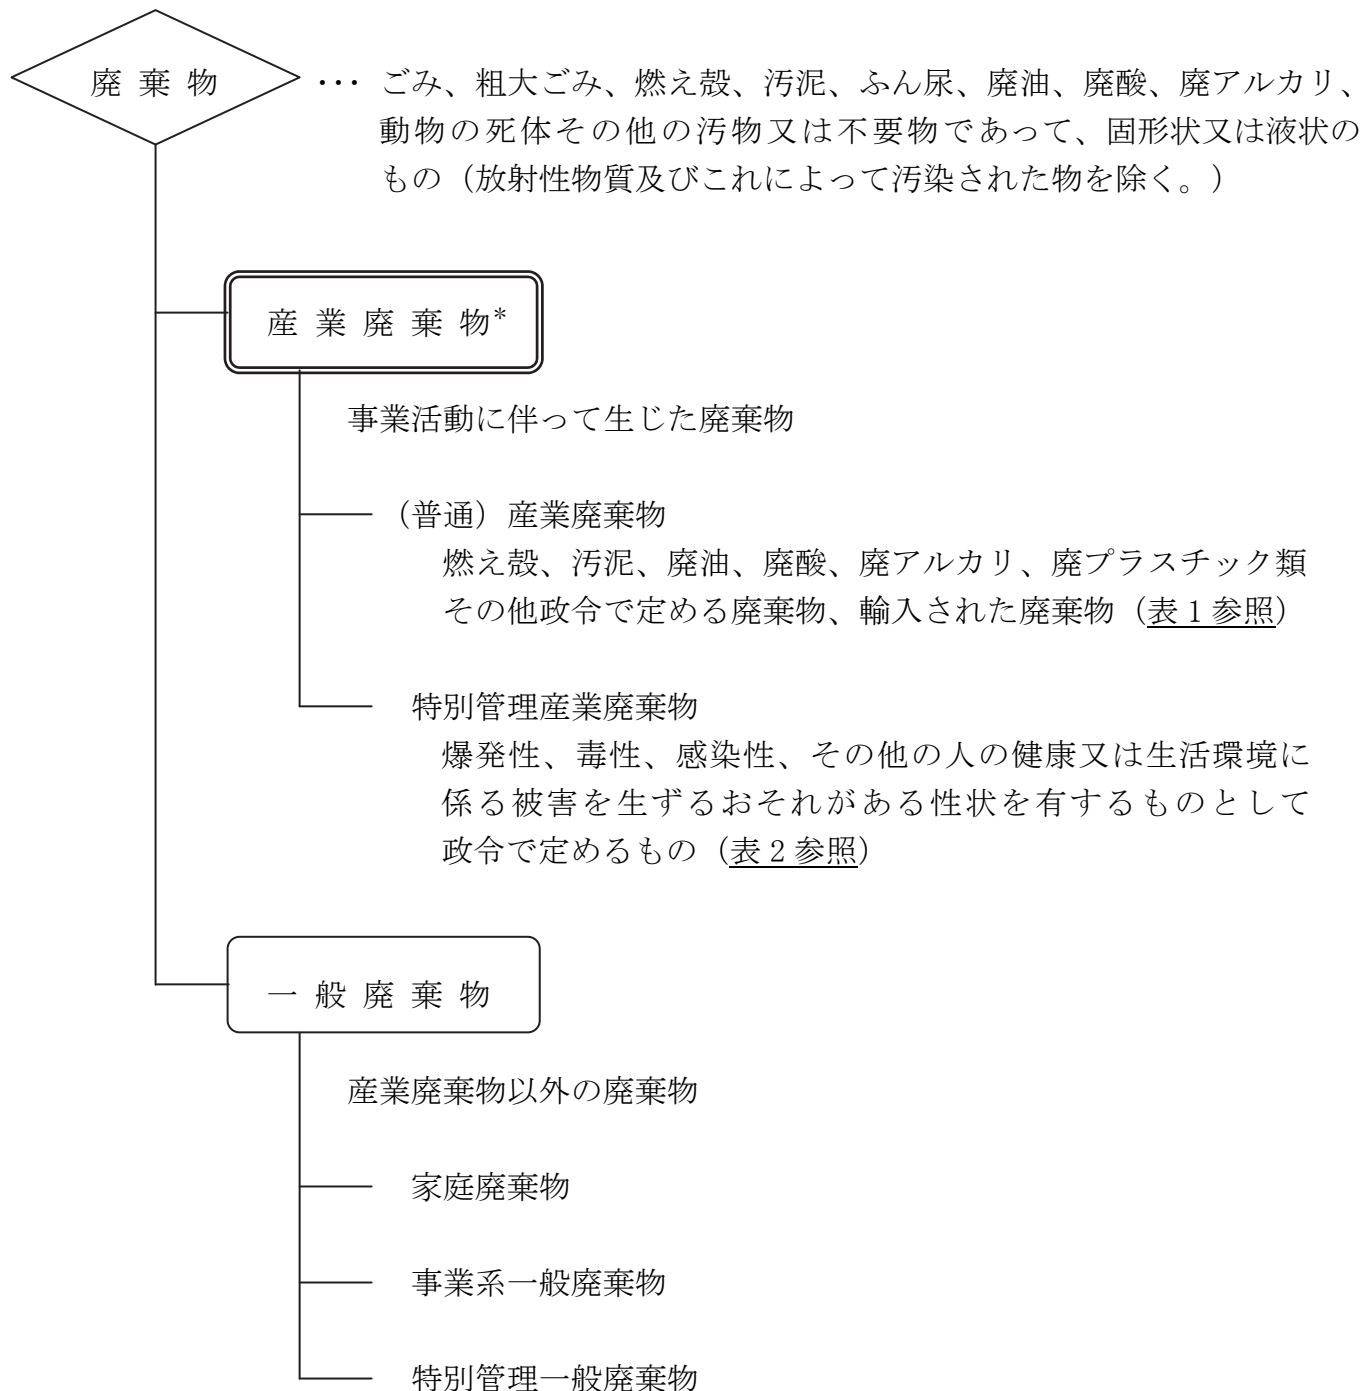 廃棄物 ･･･ ごみ、粗大ごみ、燃え殻、汚泥、ふん尿、廃油、廃酸、廃アルカリ、
動物の死体その他の汚物又は不要物であって、固形状又は液状の
もの（放射性物質及びこれによって汚染された物を除く。）
産業廃棄物*
事業活動に伴って生じた廃棄物
（普通）産業廃棄物
燃え殻、汚泥、廃油、廃酸、廃アルカリ、廃プラスチック類
その他政令で定める廃棄物、輸入された廃棄物（表1参照）
特別管理産業廃棄物
爆発性、毒性、感染性、その他の人の健康又は生活環境に
係る被害を生ずるおそれがある性状を有するものとして
政令で定めるもの（表2参照）
一般廃棄物
産業廃棄物以外の廃棄物
家庭廃棄物
事業系一般廃棄物
特別管理一般廃棄物